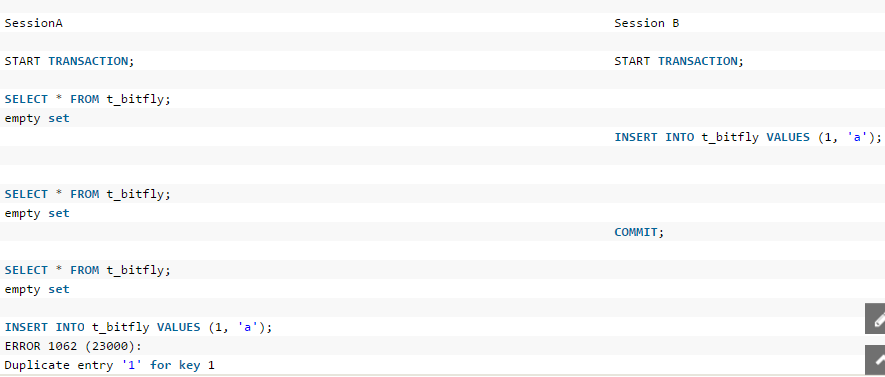 SessionA Session B
START TRANSACTION; START TRANSACTION;
SELECT * FROM t_bitfly;
empty set
INSERT INTO t_bitfly VALUES (1, 'a');
SELECT * FROM t_bitfly;
empty set
COMMIT;
SELECT * FROM t_bitfly;
empty set
INSERT INTO t_bitfly VALUES (1, 'a');
ERROR 1062 (23000):
Duplicate entry '1' for key 1